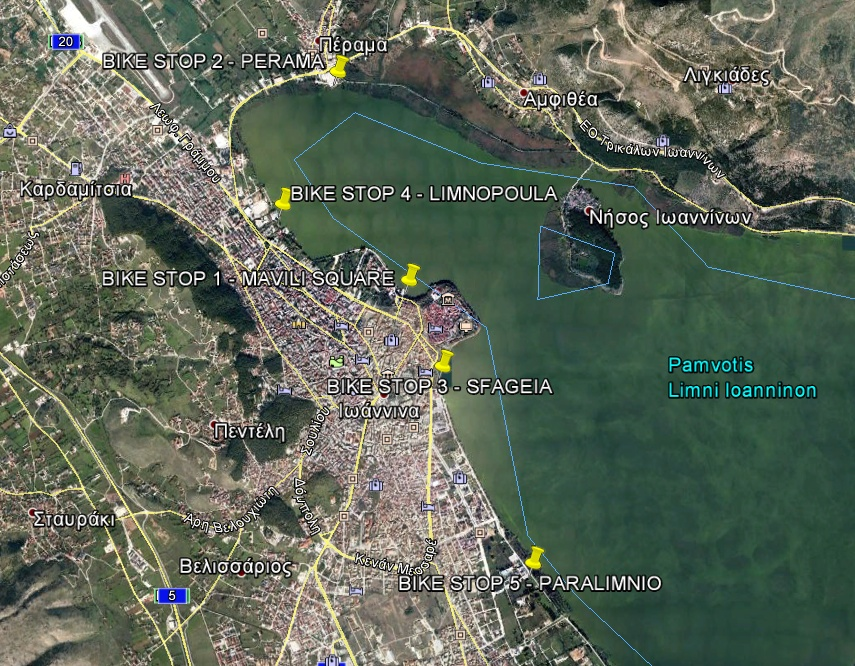 20
Πέραμα
BIKE STOP 2 - PERAMA
Λιγκιάδες
Αμφιθέα
Λεωφ. Γράμμου
ΕΟ Τρικάλων Ιωαννίνων
Καρδαμίτσια
BIKE STOP 4 - LIMNOPOULA
Νήσος Ιωαννίνων
BIKE STOP 1 - MAVILI SQUARE
Pamvotis
Limni Ioanninon
BIKE STOP 3 - SFAGEIA
Ιωάννινα
Πεντέλη
Σουλίου
Δόμπολη
Άρη Βελουχιώτη
Σταυράκι
Κενάν Μεσσαρέ
Βελισσάριος
BIKE STOP 5 - PARALIMNIO
5